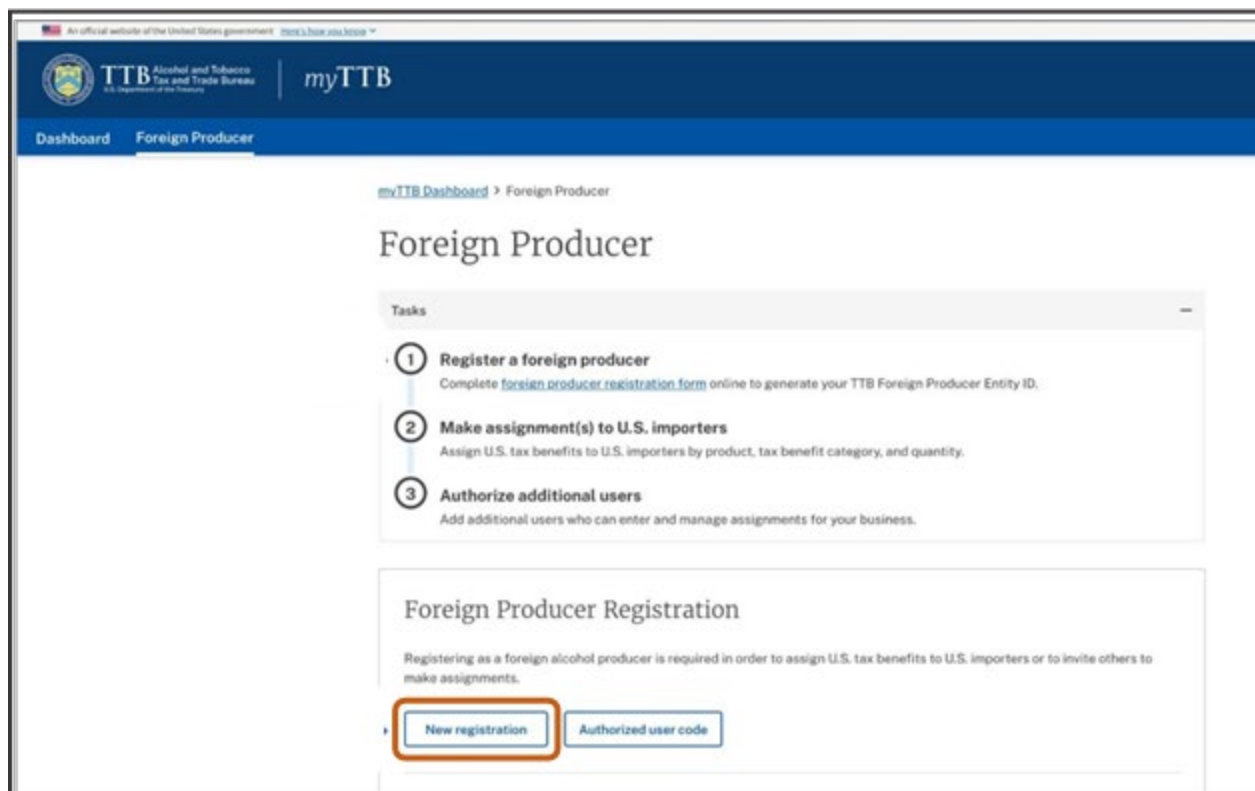 An official website of the United States government Here's how you know
TTB Alcohol and Tobacco
Tax and Trade Bureau
U.S. Department of the Treasury
myTTB
Dashboard Foreign Producer
myTTB Dashboard > Foreign Producer
Foreign Producer
Tasks
1 Register a foreign producer
Complete foreign producer registration form online to generate your TTB Foreign Producer Entity ID.
2 Make assignment(s) to U.S. importers
Assign U.S. tax benefits to U.S. importers by product, tax benefit category, and quantity.
3 Authorize additional users
Add additional users who can enter and manage assignments for your business.
Foreign Producer Registration
Registering as a foreign alcohol producer is required in order to assign U.S. tax benefits to U.S. importers or to invite others to
make assignments.
New registration Authorized user code